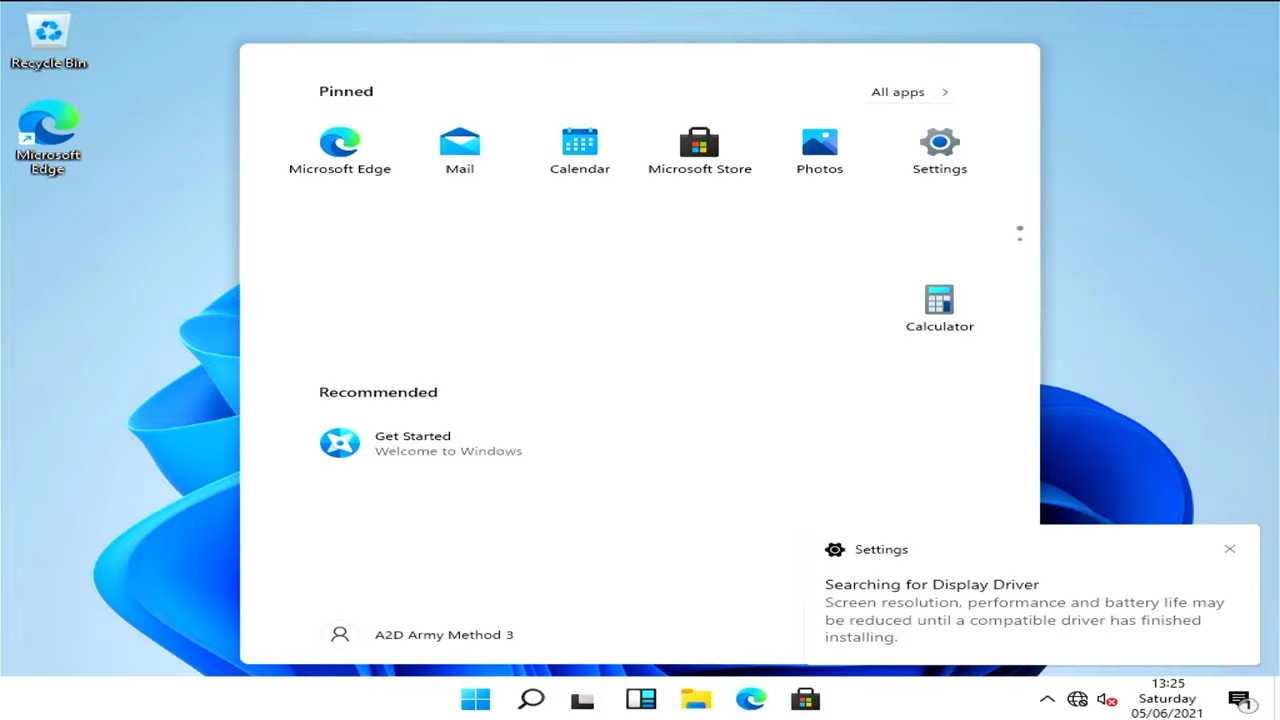 Recycle Bin
Microsoft
Edge
Pinned
All apps
Microsoft Edge
Mail
Calendar
Microsoft Store
Photos
Settings
Calculator
Recommended
Get Started
Welcome to Windows
A2D Army Method 3
Settings
Searching for Display Driver
Screen resolution, performance and battery life may
be reduced until a compatible driver has finished
installing.
13:25
Saturday
05/06/2021
1